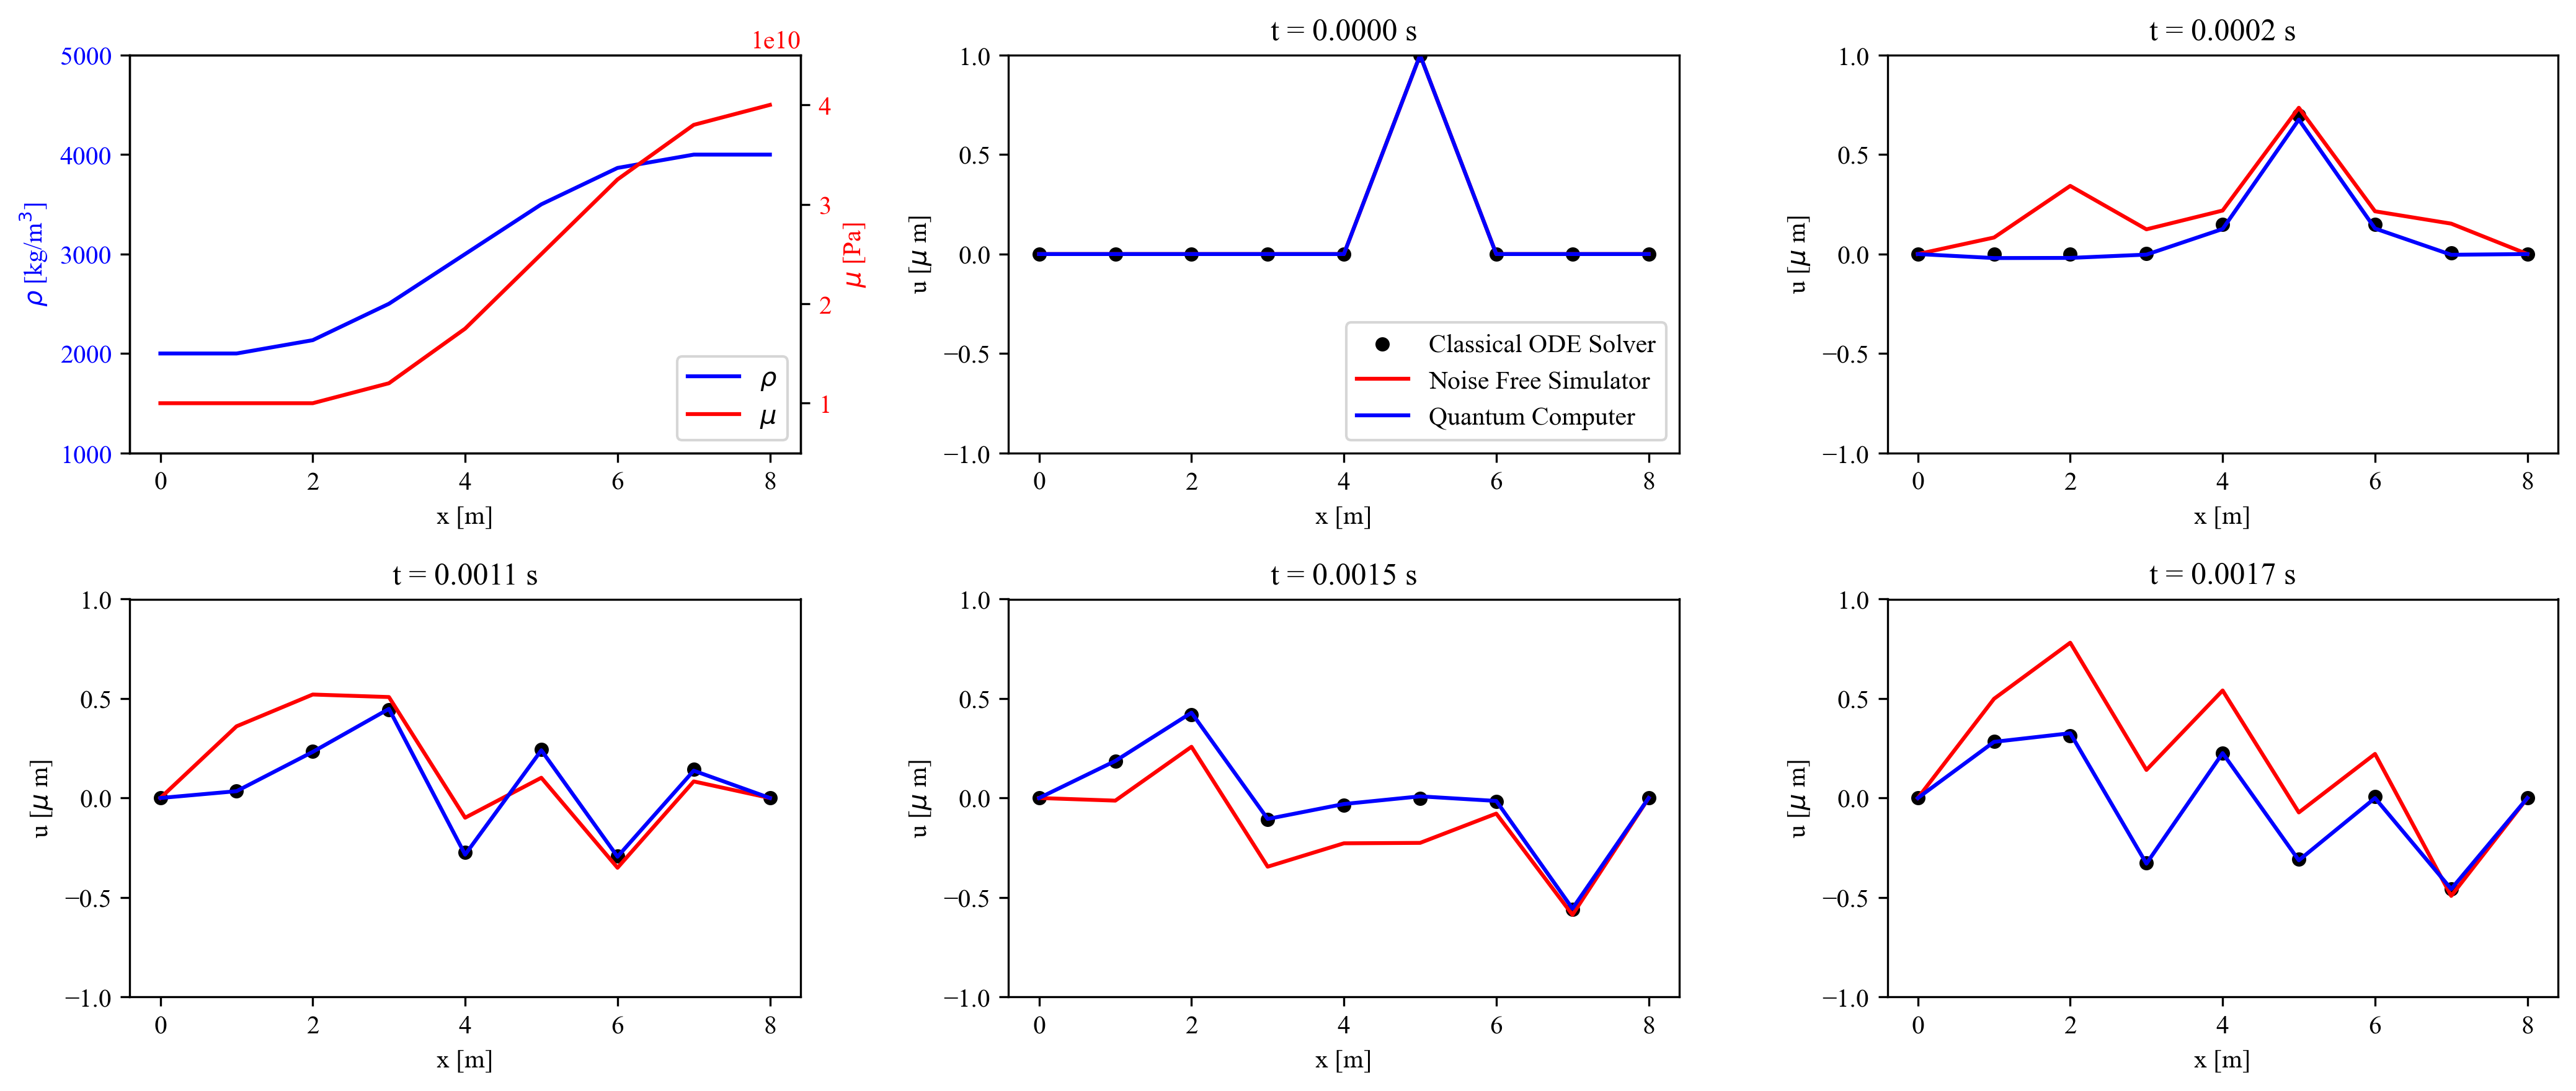 1e10
5000
4000
3000
2000
1000
ρ [kg/m³]
4
3
2
1
μ [Pa]
ρ
μ
0 2 4 6 8
x [m]
t = 0.0000 s
1.0
0.5
0.0
−0.5
−1.0
u [μ m]
Classical ODE Solver
Noise Free Simulator
Quantum Computer
0 2 4 6 8
x [m]
t = 0.0002 s
1.0
0.5
0.0
−0.5
−1.0
u [μ m]
0 2 4 6 8
x [m]
t = 0.0011 s
1.0
0.5
0.0
−0.5
−1.0
u [μ m]
0 2 4 6 8
x [m]
t = 0.0015 s
1.0
0.5
0.0
−0.5
−1.0
u [μ m]
0 2 4 6 8
x [m]
t = 0.0017 s
1.0
0.5
0.0
−0.5
−1.0
u [μ m]
0 2 4 6 8
x [m]